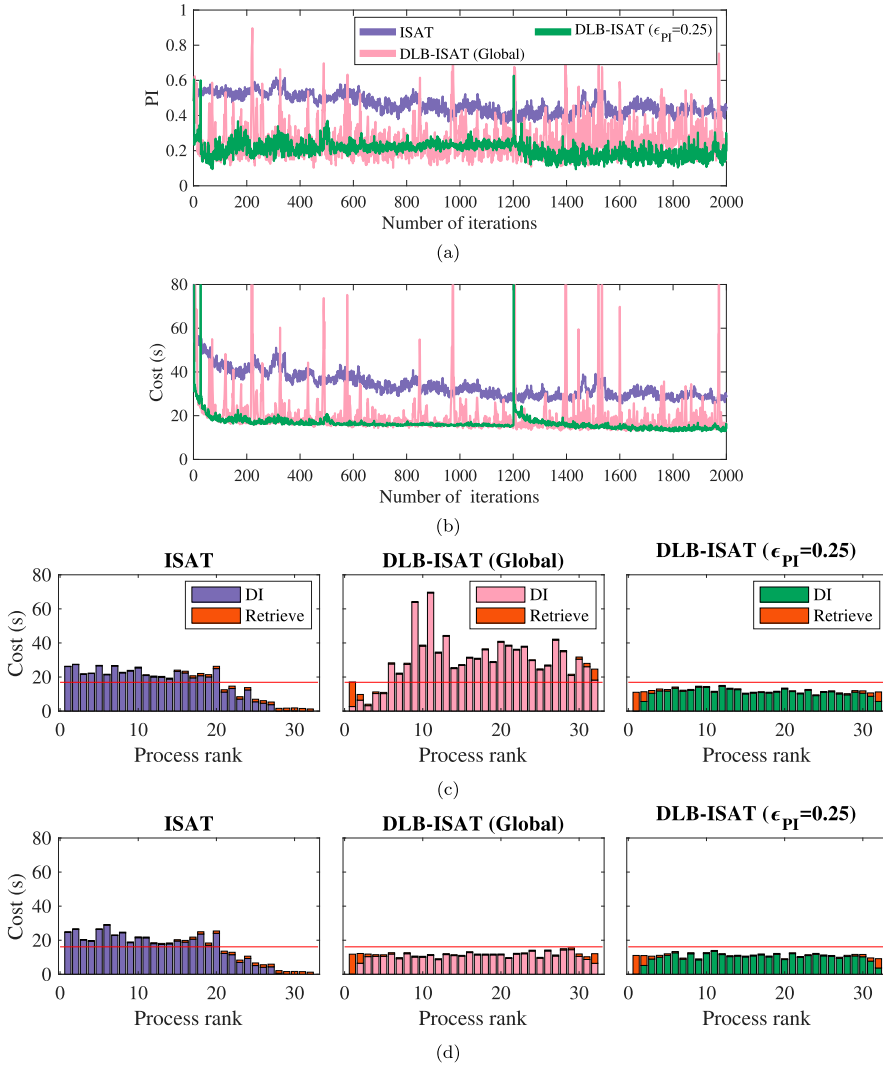 1
0.8
0.6
0.4
0.2
0
PI
ISAT
DLB-ISAT (Global)
DLB-ISAT (ϵPI=0.25)
0 200 400 600 800 1000 1200 1400 1600 1800 2000
Number of iterations
(a)
80
60
40
20
0
Cost (s)
0 200 400 600 800 1000 1200 1400 1600 1800 2000
Number of iterations
(b)
ISAT
DLB-ISAT (Global)
DLB-ISAT (ϵPI=0.25)
80
60
40
20
0
Cost (s)
DI
Retrieve
DI
Retrieve
DI
Retrieve
0 10 20 30
0 10 20 30
0 10 20 30
Process rank
Process rank
Process rank
(c)
ISAT
DLB-ISAT (Global)
DLB-ISAT (ϵPI=0.25)
80
60
40
20
0
Cost (s)
0 10 20 30
0 10 20 30
0 10 20 30
Process rank
Process rank
Process rank
(d)